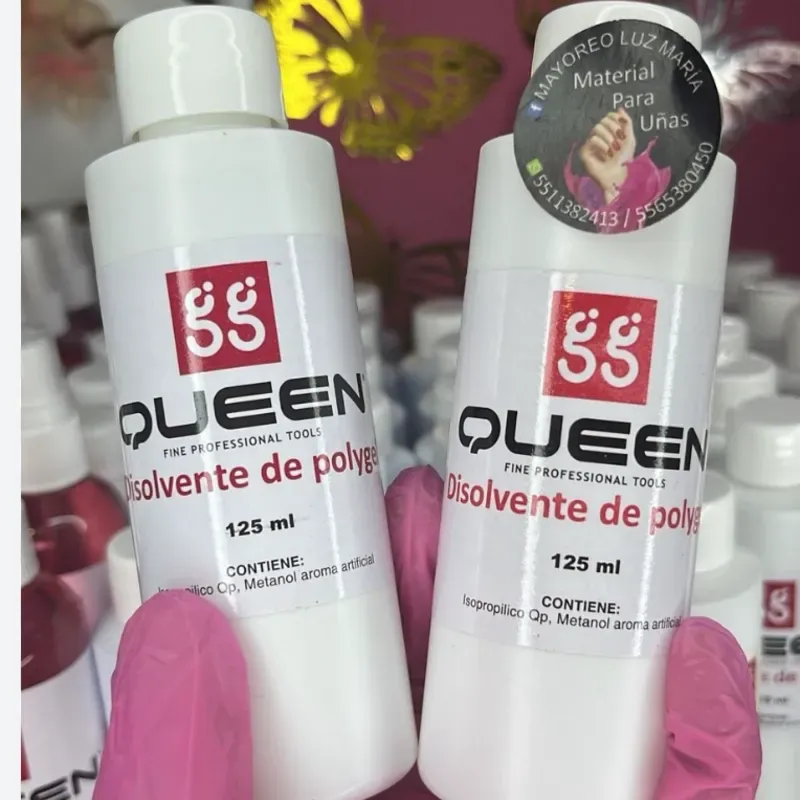 gg
QUEEN
FINE PROFESSIONAL TOOLS
Disolvente de polyge
125 ml
CONTIENE:
Isopropilico Qp, Metanol aroma artificial
MAYOREO LUZ MARÍA
Material
Para
Uñas
5511382413 / 5565380450
gg
QUEEN
FINE PROFESSIONAL TOOLS
Disolvente de polyg
125 ml
CONTIENE:
Isopropilico Qp, Metanol aroma artificial